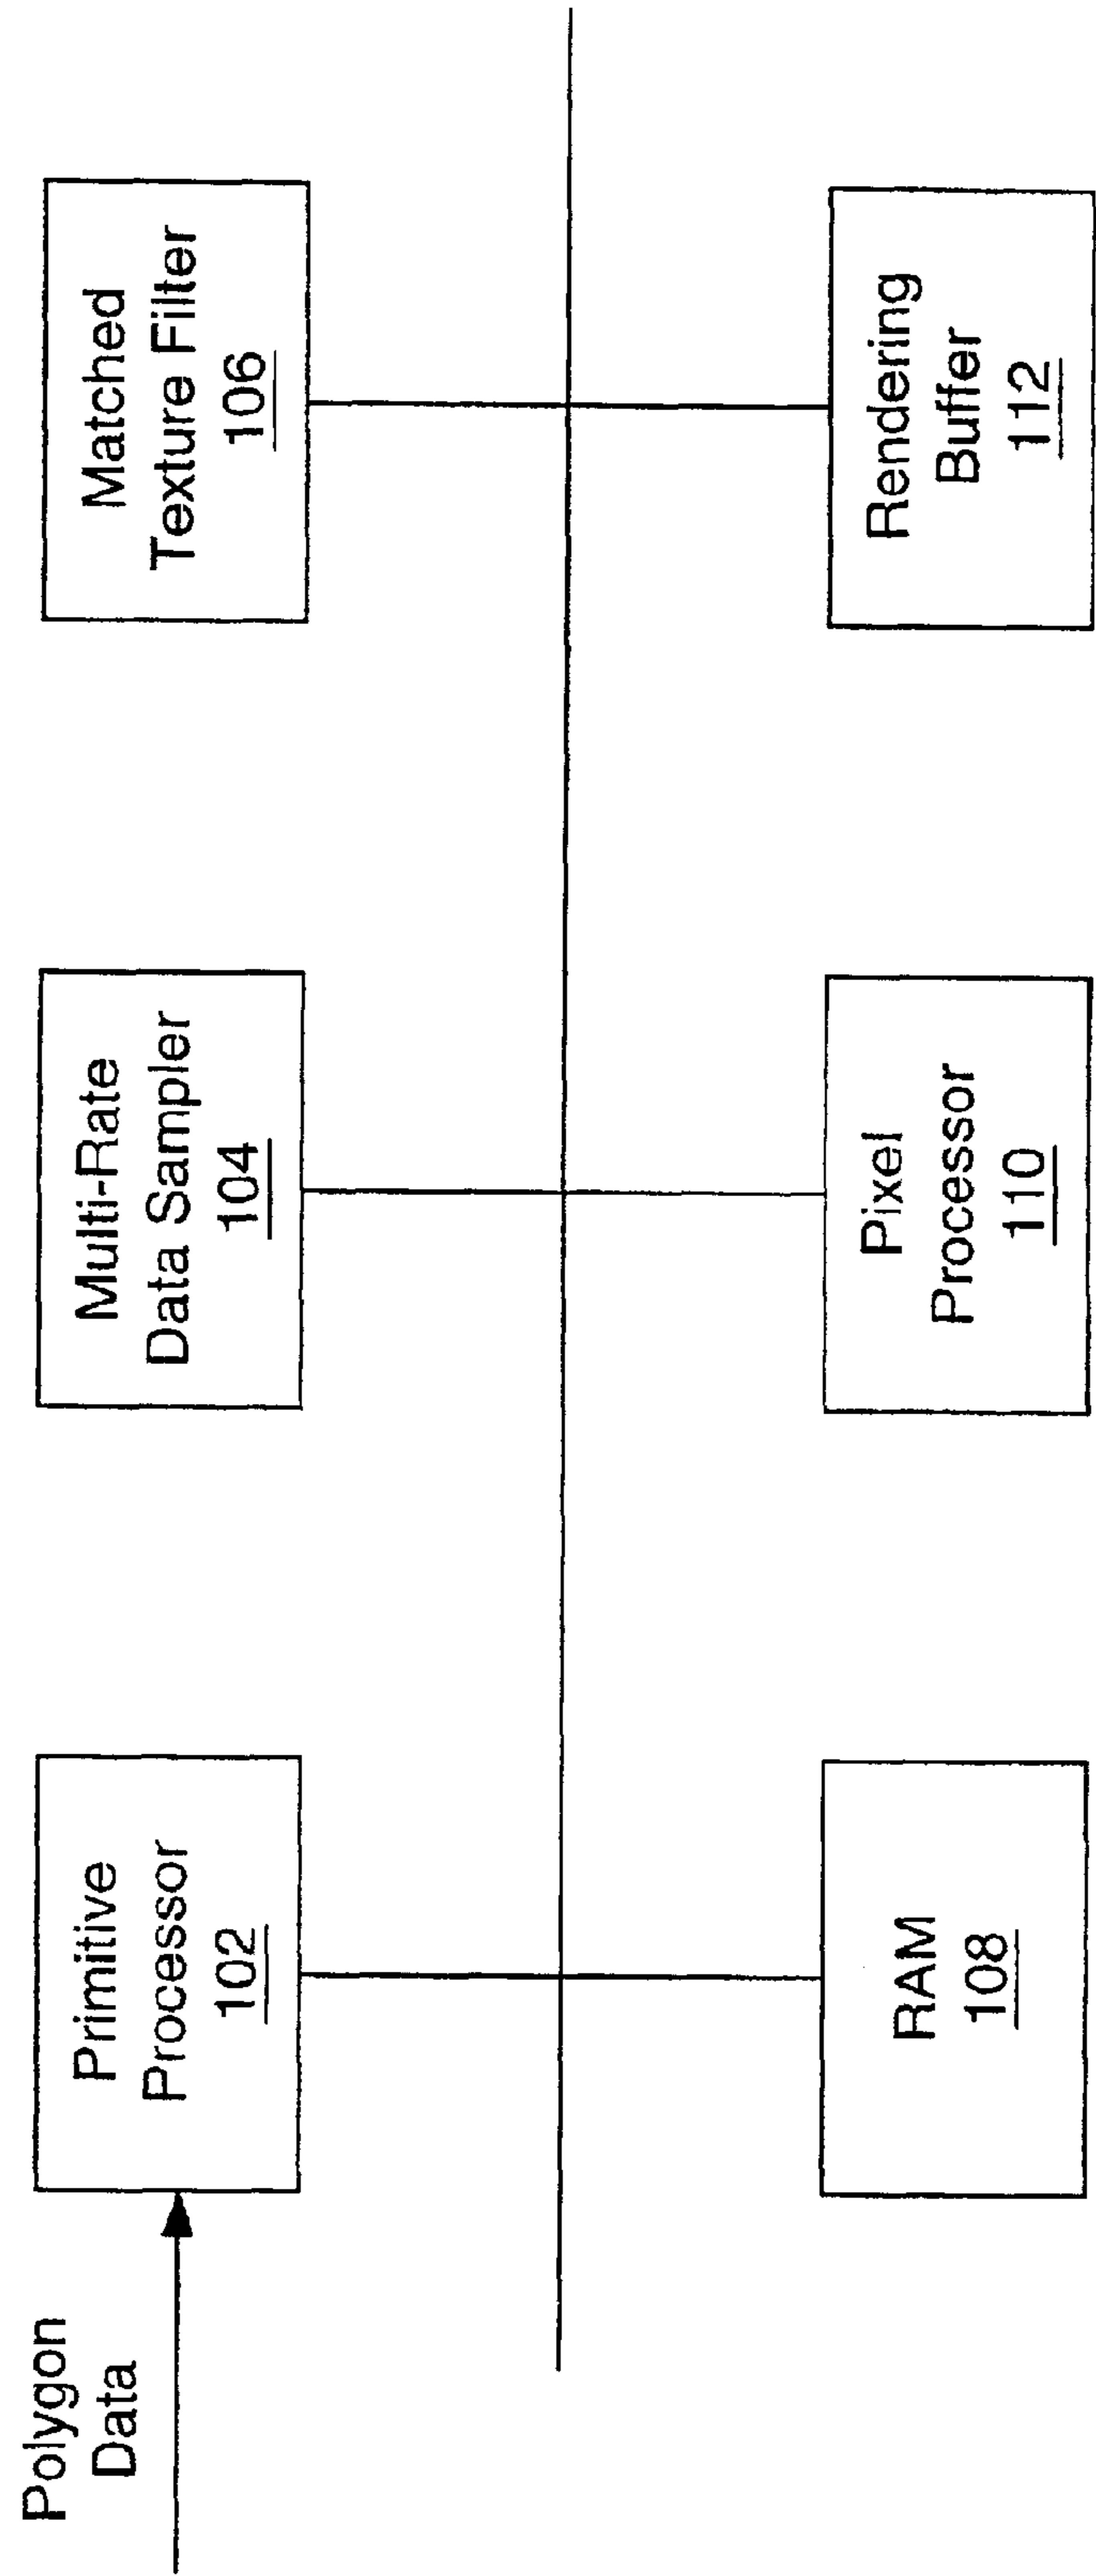 Polygon
Data
Primitive
Processor
102
Multi-Rate
Data Sampler
104
Matched
Texture Filter
106
RAM
108
Pixel
Processor
110
Rendering
Buffer
112